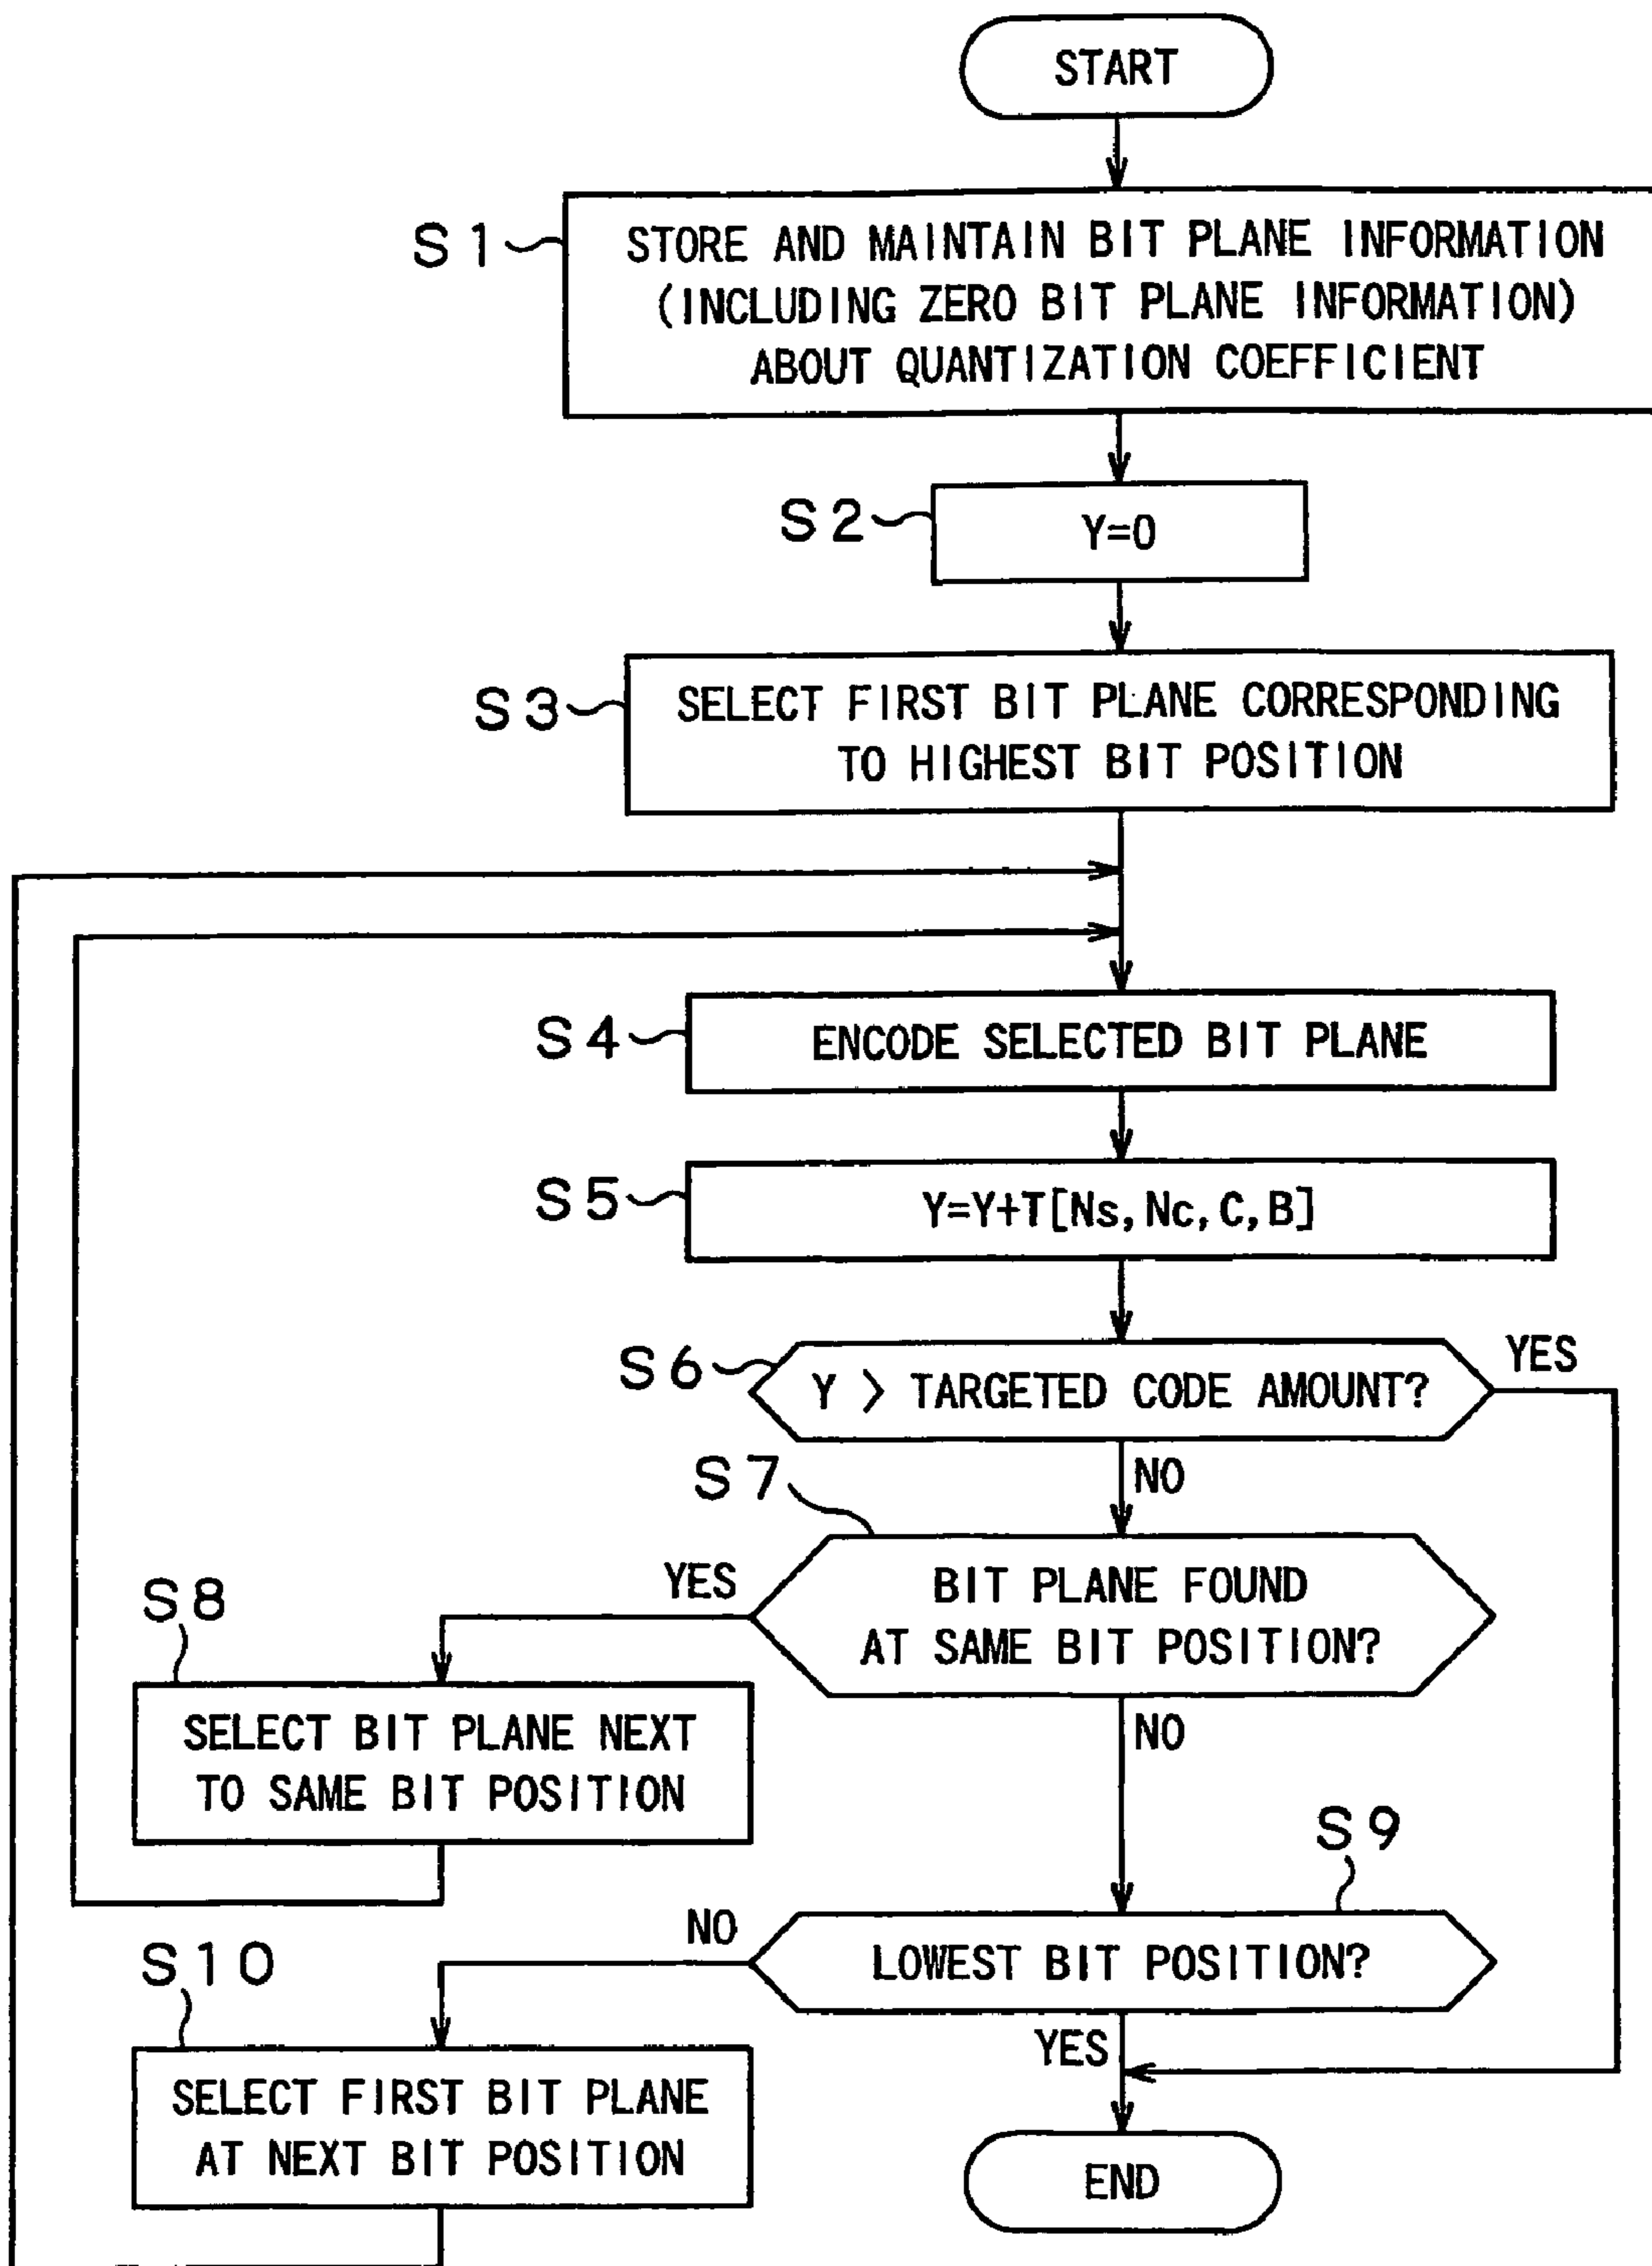 START
S1
STORE AND MAINTAIN BIT PLANE INFORMATION
(INCLUDING ZERO BIT PLANE INFORMATION)
ABOUT QUANTIZATION COEFFICIENT
S2
Y=0
S3
SELECT FIRST BIT PLANE CORRESPONDING
TO HIGHEST BIT POSITION
S4
ENCODE SELECTED BIT PLANE
S5
Y=Y+T[Ns, Nc, C, B]
S6
Y > TARGETED CODE AMOUNT?
YES
NO
S7
BIT PLANE FOUND
AT SAME BIT POSITION?
YES
NO
S8
SELECT BIT PLANE NEXT
TO SAME BIT POSITION
S9
LOWEST BIT POSITION?
NO
YES
S10
SELECT FIRST BIT PLANE
AT NEXT BIT POSITION
END